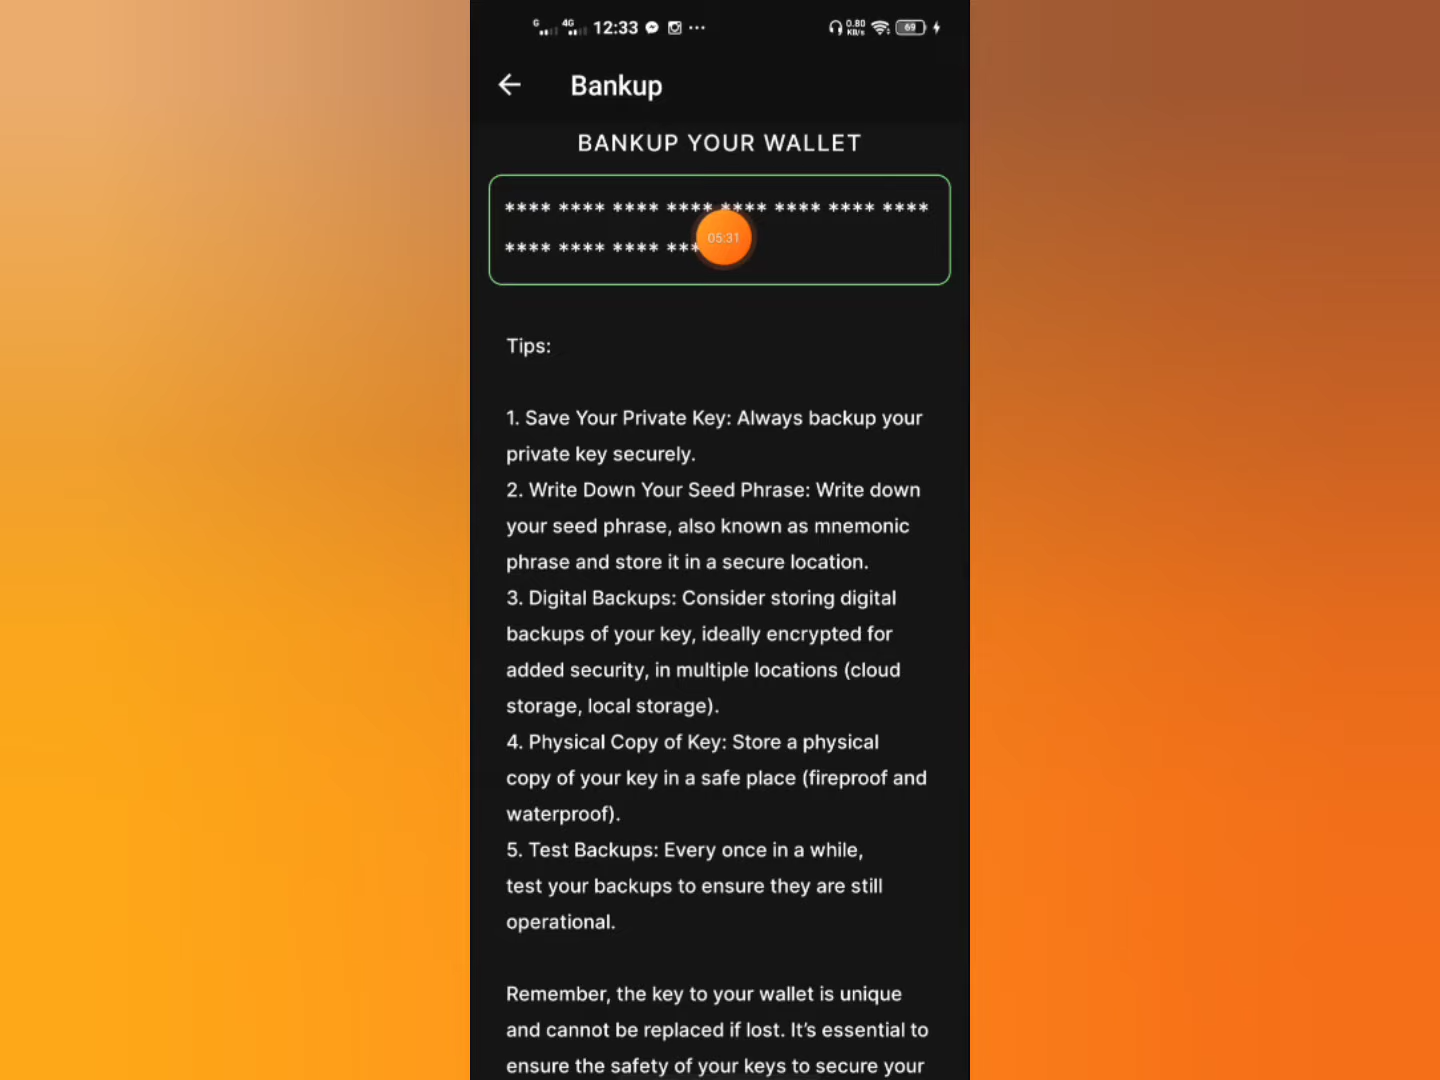 G 4G 12:33 ... 0.80 KB/s 69
Bankup
BANKUP YOUR WALLET
**** **** **** **** **** **** **** ****
**** **** **** ***
05:31
Tips:
1. Save Your Private Key: Always backup your
private key securely.
2. Write Down Your Seed Phrase: Write down
your seed phrase, also known as mnemonic
phrase and store it in a secure location.
3. Digital Backups: Consider storing digital
backups of your key, ideally encrypted for
added security, in multiple locations (cloud
storage, local storage).
4. Physical Copy of Key: Store a physical
copy of your key in a safe place (fireproof and
waterproof).
5. Test Backups: Every once in a while,
test your backups to ensure they are still
operational.
Remember, the key to your wallet is unique
and cannot be replaced if lost. It’s essential to
ensure the safety of your keys to secure your